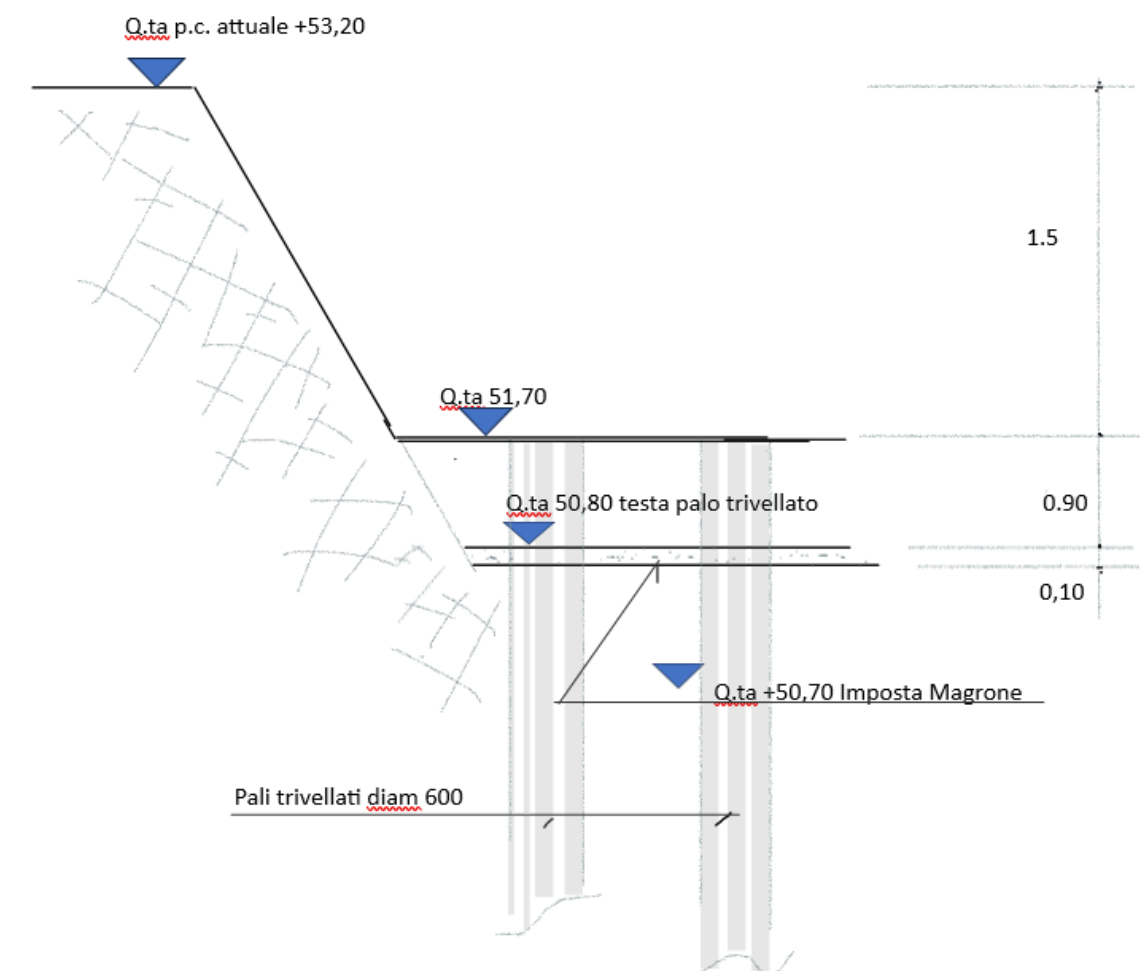 Q.ta p.c. attuale +53,20
1.5
Q.ta 51,70
Q.ta 50,80 testa palo trivellato
0.90
0,10
Q.ta +50,70 Imposta Magrone
Pali trivellati diam 600